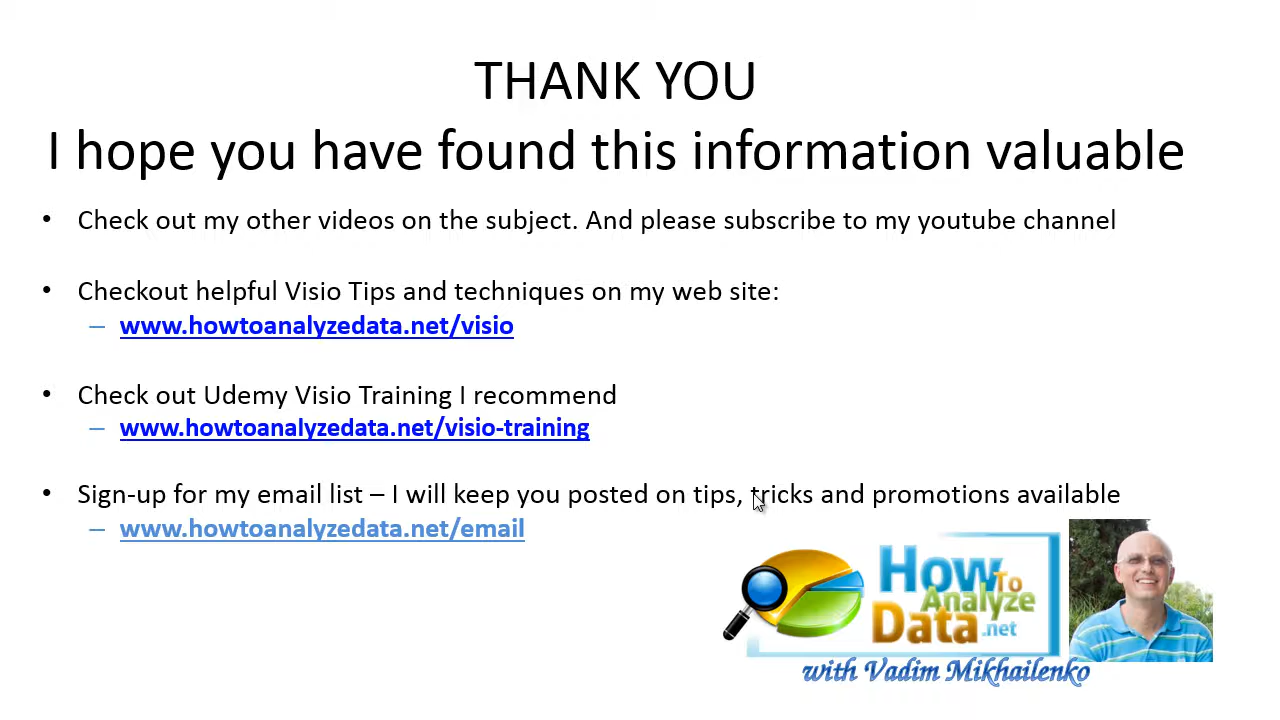 THANK YOU
I hope you have found this information valuable
• Check out my other videos on the subject. And please subscribe to my youtube channel
• Checkout helpful Visio Tips and techniques on my web site:
– www.howtoanalyzedata.net/visio
• Check out Udemy Visio Training I recommend
– www.howtoanalyzedata.net/visio-training
• Sign-up for my email list – I will keep you posted on tips, tricks and promotions available
– www.howtoanalyzedata.net/email
How To
Analyze
Data.net
with Vadim Mikhailenko